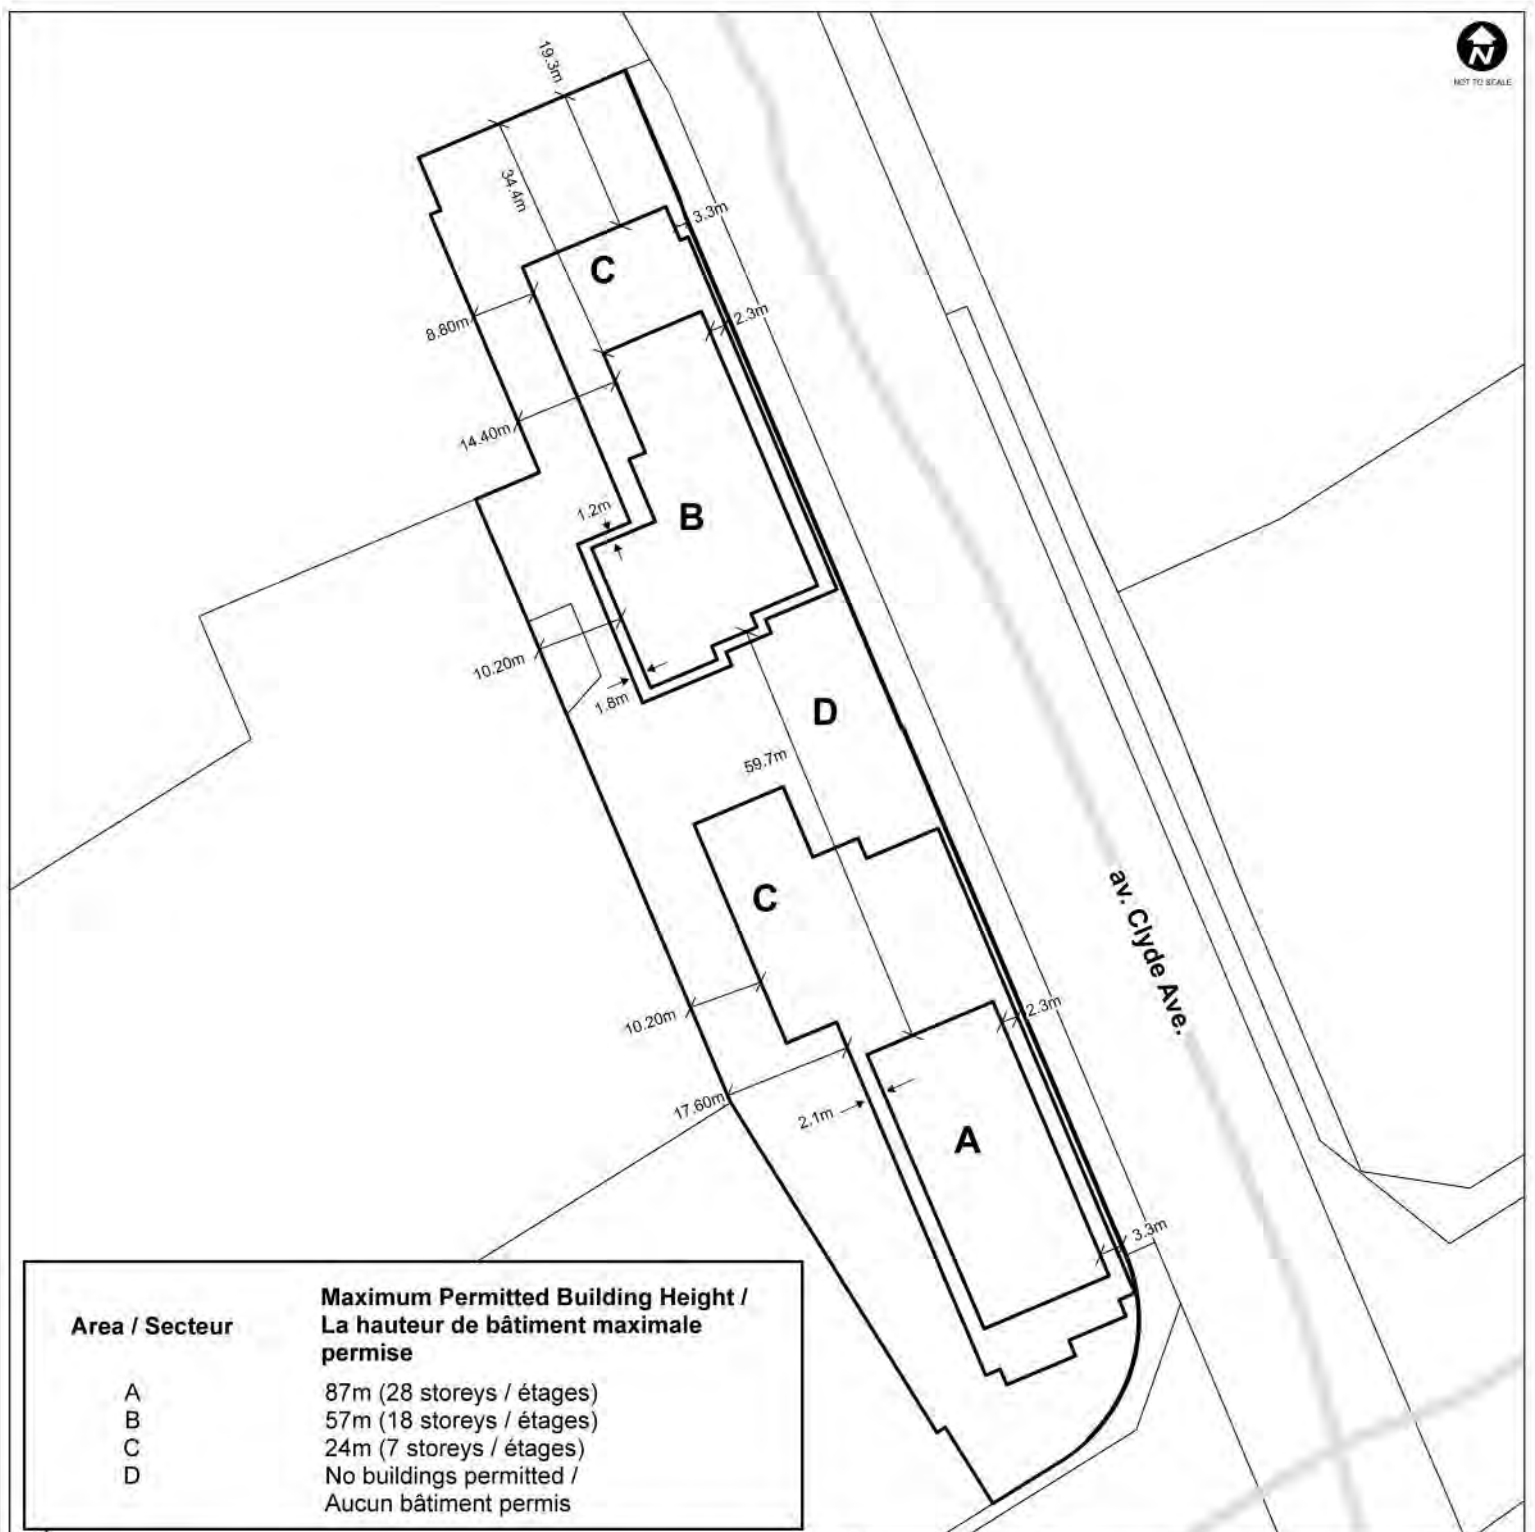 N
NOT TO SCALE
19.3m
34.4m
3.3m
C
8.80m
2.3m
14.40m
1.2m
B
10.20m
1.8m
D
59.7m
C
av. Clyde Ave.
10.20m
2.3m
17.60m
2.1m
A
3.3m
Area / Secteur
Maximum Permitted Building Height /
La hauteur de bâtiment maximale
permise
A 87m (28 storeys / étages)
B 57m (18 storeys / étages)
C 24m (7 storeys / étages)
D No buildings permitted /
Aucun bâtiment permis